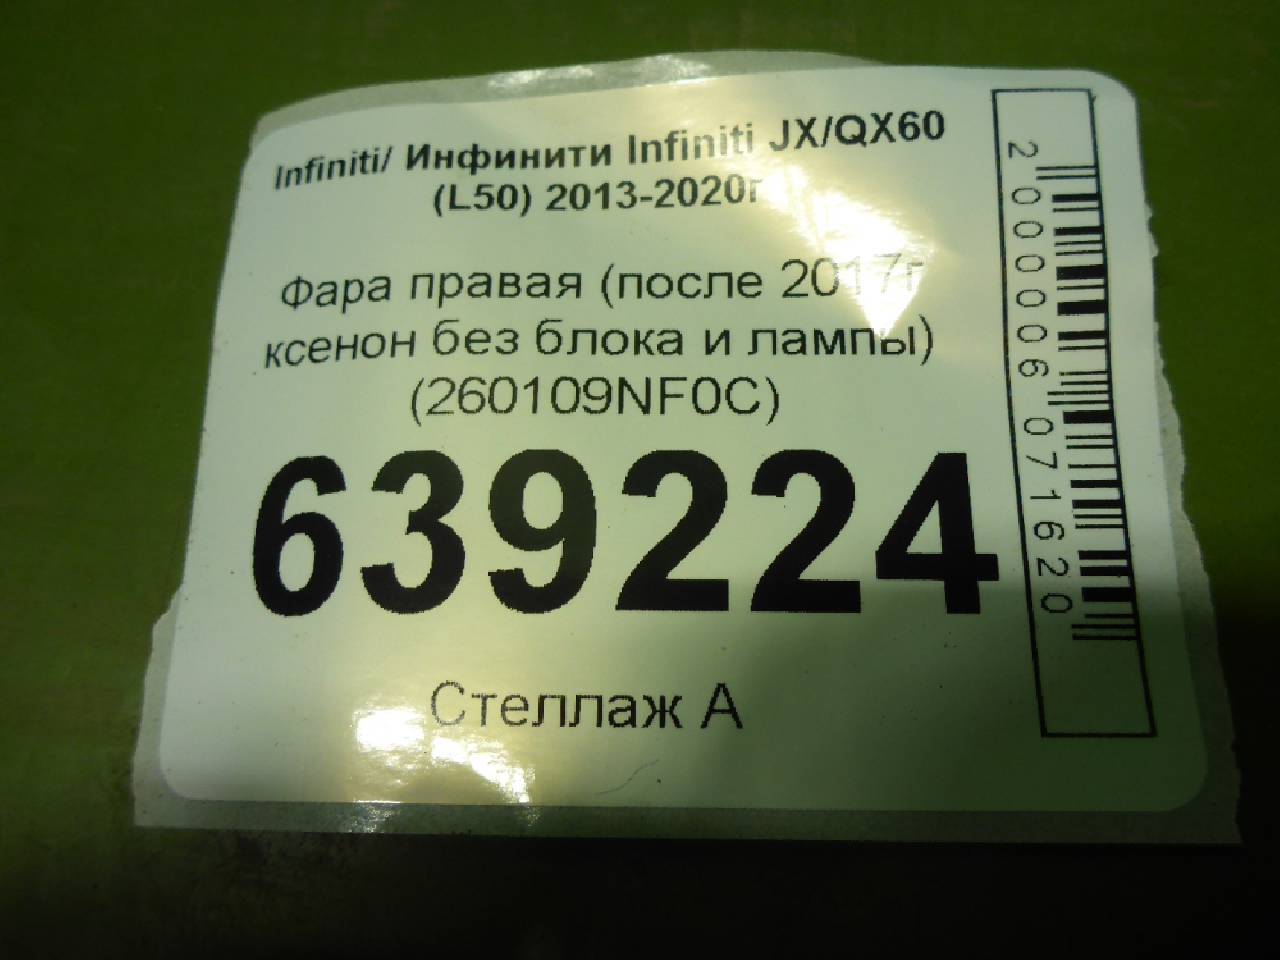 Infiniti/ Инфинити Infiniti JX/QX60
(L50) 2013-2020г
Фара правая (после 2017г
ксенон без блока и лампы)
(260109NF0C)
639224
Стеллаж А
2000006071620